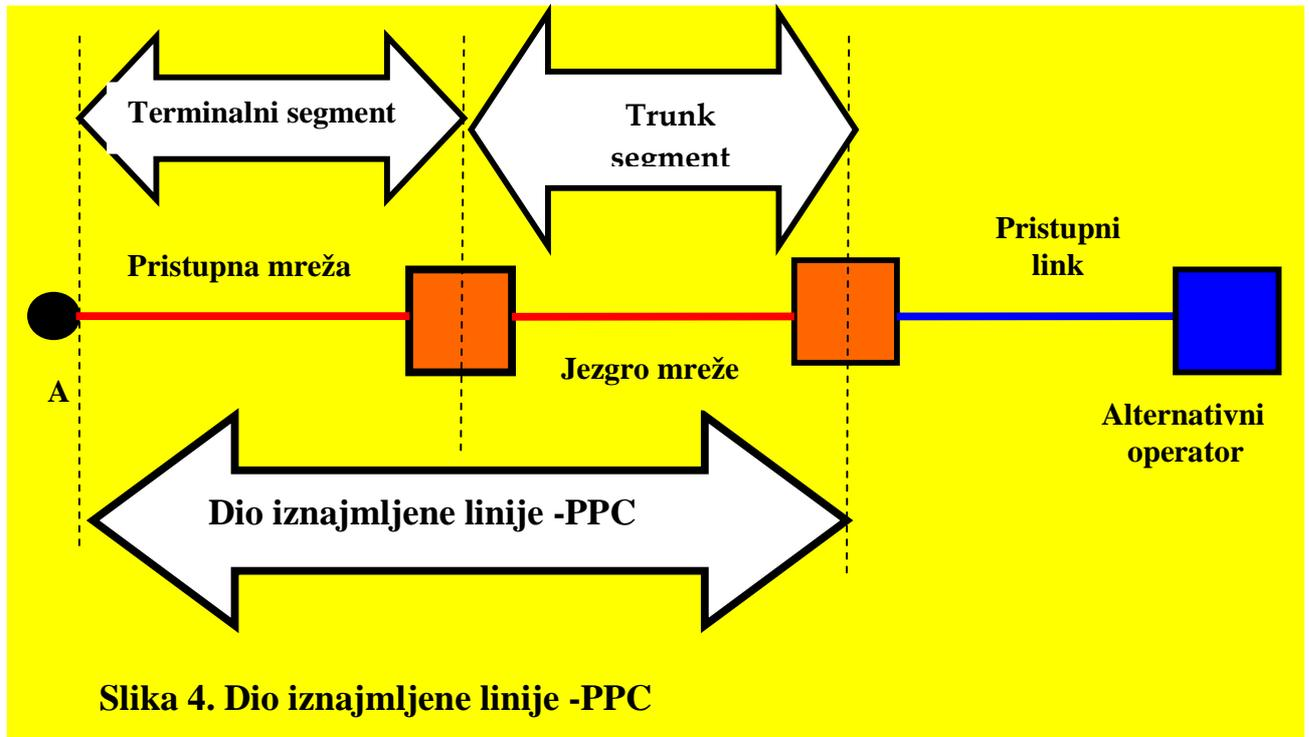 Terminalni segment
Trunk
segment
Pristupni
link
Pristupna mreža
Jezgro mreže
A
Alternativni
operator
Dio iznajmljene linije -PPC
Slika 4. Dio iznajmljene linije -PPC